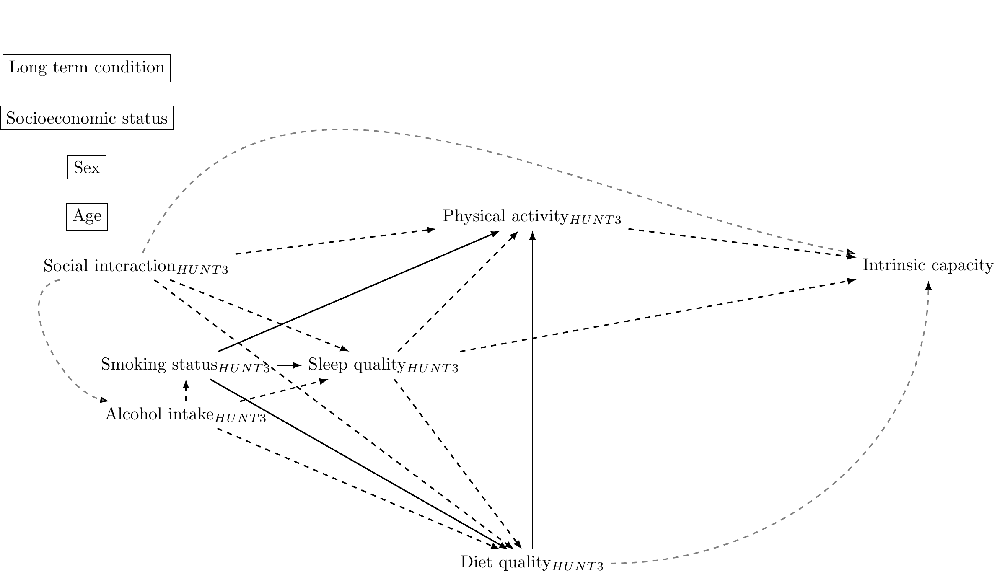 Long term condition
Socioeconomic status
Sex
Age
Physical activity_HUNT3
Social interaction_HUNT3
Intrinsic capacity
Smoking status_HUNT3
Sleep quality_HUNT3
Alcohol intake_HUNT3
Diet quality_HUNT3